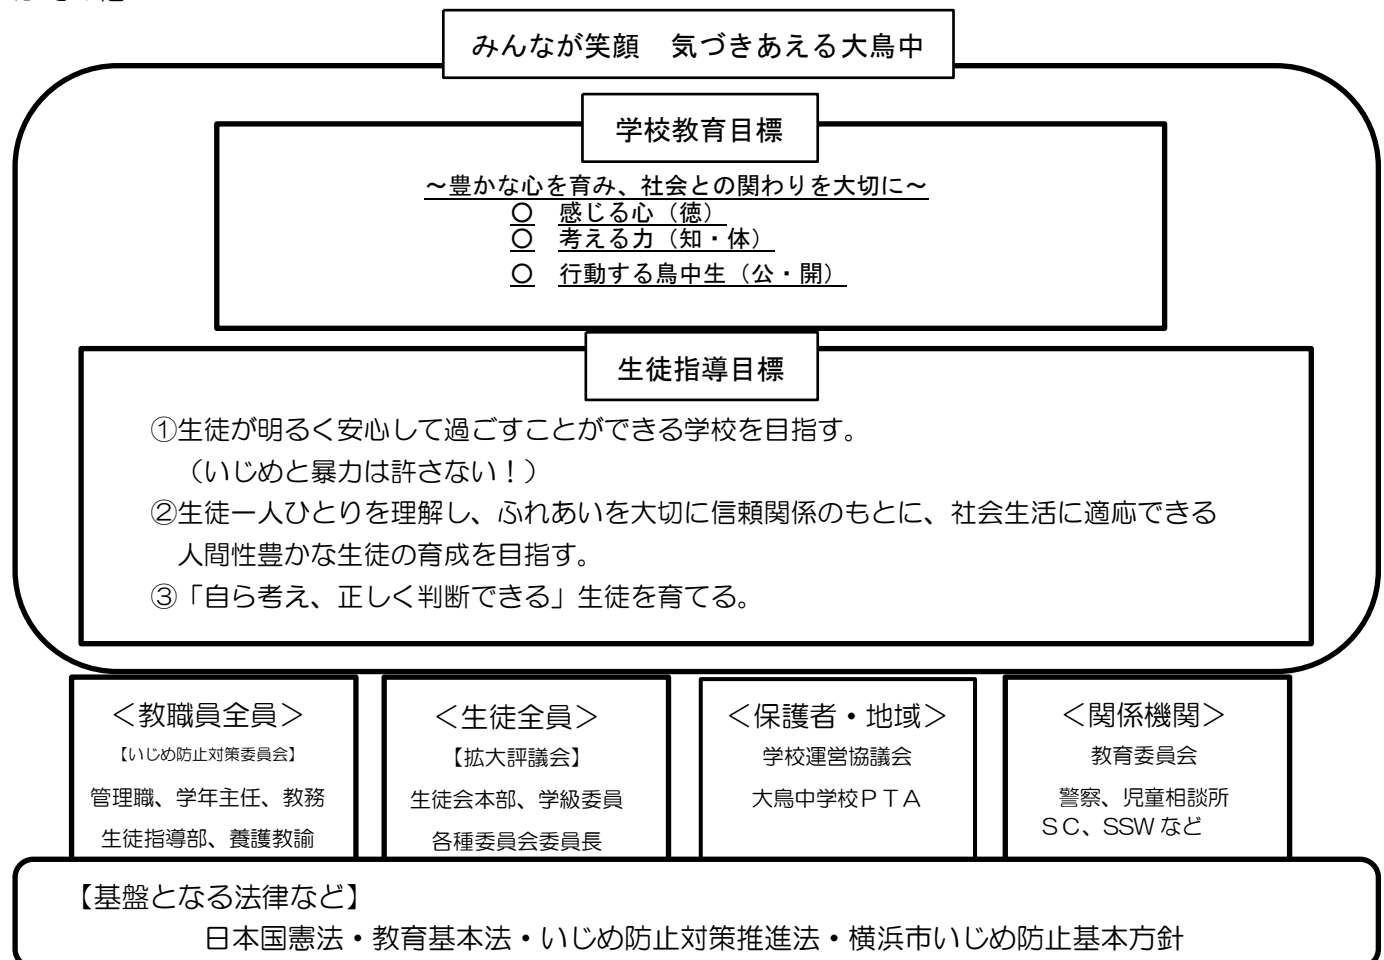 みんなが笑顔　気づきあえる大鳥中
学校教育目標
～豊かな心を育み、社会との関わりを大切に～
〇　感じる心（徳）
〇　考える力（知・体）
〇　行動する鳥中生（公・開）
生徒指導目標
①生徒が明るく安心して過ごすことができる学校を目指す。
（いじめと暴力は許さない！）
②生徒一人ひとりを理解し、ふれあいを大切に信頼関係のもとに、社会生活に適応できる
人間性豊かな生徒の育成を目指す。
③「自ら考え、正しく判断できる」生徒を育てる。
＜教職員全員＞
【いじめ防止対策委員会】
管理職、学年主任、教務
生徒指導部、養護教諭
＜生徒全員＞
【拡大評議会】
生徒会本部、学級委員
各種委員会委員長
＜保護者・地域＞
学校運営協議会
大鳥中学校ＰＴＡ
＜関係機関＞
教育委員会
警察、児童相談所
ＳＣ、SSWなど
【基盤となる法律など】
日本国憲法・教育基本法・いじめ防止対策推進法・横浜市いじめ防止基本方針